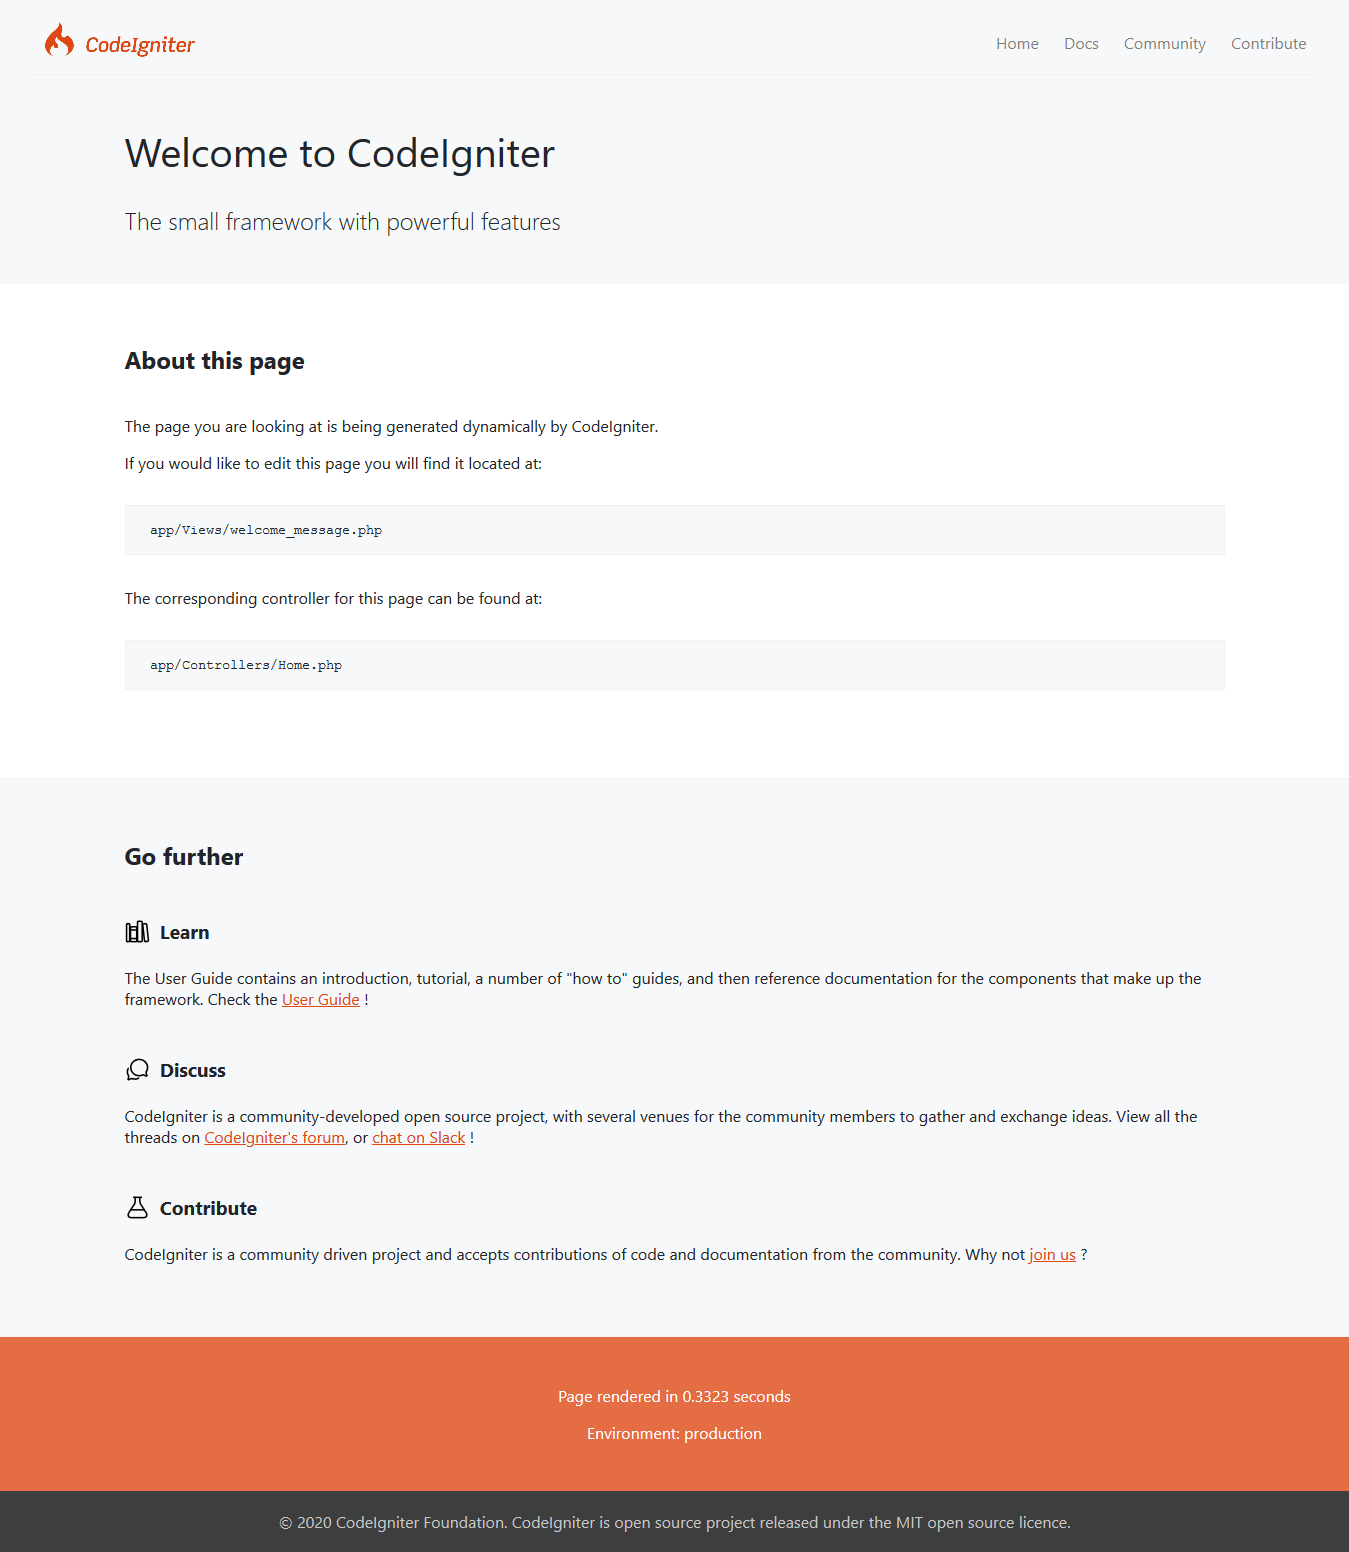 CodeIgniter
Home Docs Community Contribute
Welcome to CodeIgniter
The small framework with powerful features
About this page
The page you are looking at is being generated dynamically by CodeIgniter.
If you would like to edit this page you will find it located at:
app/Views/welcome_message.php
The corresponding controller for this page can be found at:
app/Controllers/Home.php
Go further
Learn
The User Guide contains an introduction, tutorial, a number of "how to" guides, and then reference documentation for the components that make up the
framework. Check the User Guide !
Discuss
CodeIgniter is a community-developed open source project, with several venues for the community members to gather and exchange ideas. View all the
threads on CodeIgniter's forum, or chat on Slack !
Contribute
CodeIgniter is a community driven project and accepts contributions of code and documentation from the community. Why not join us ?
Page rendered in 0.3323 seconds
Environment: production
© 2020 CodeIgniter Foundation. CodeIgniter is open source project released under the MIT open source licence.